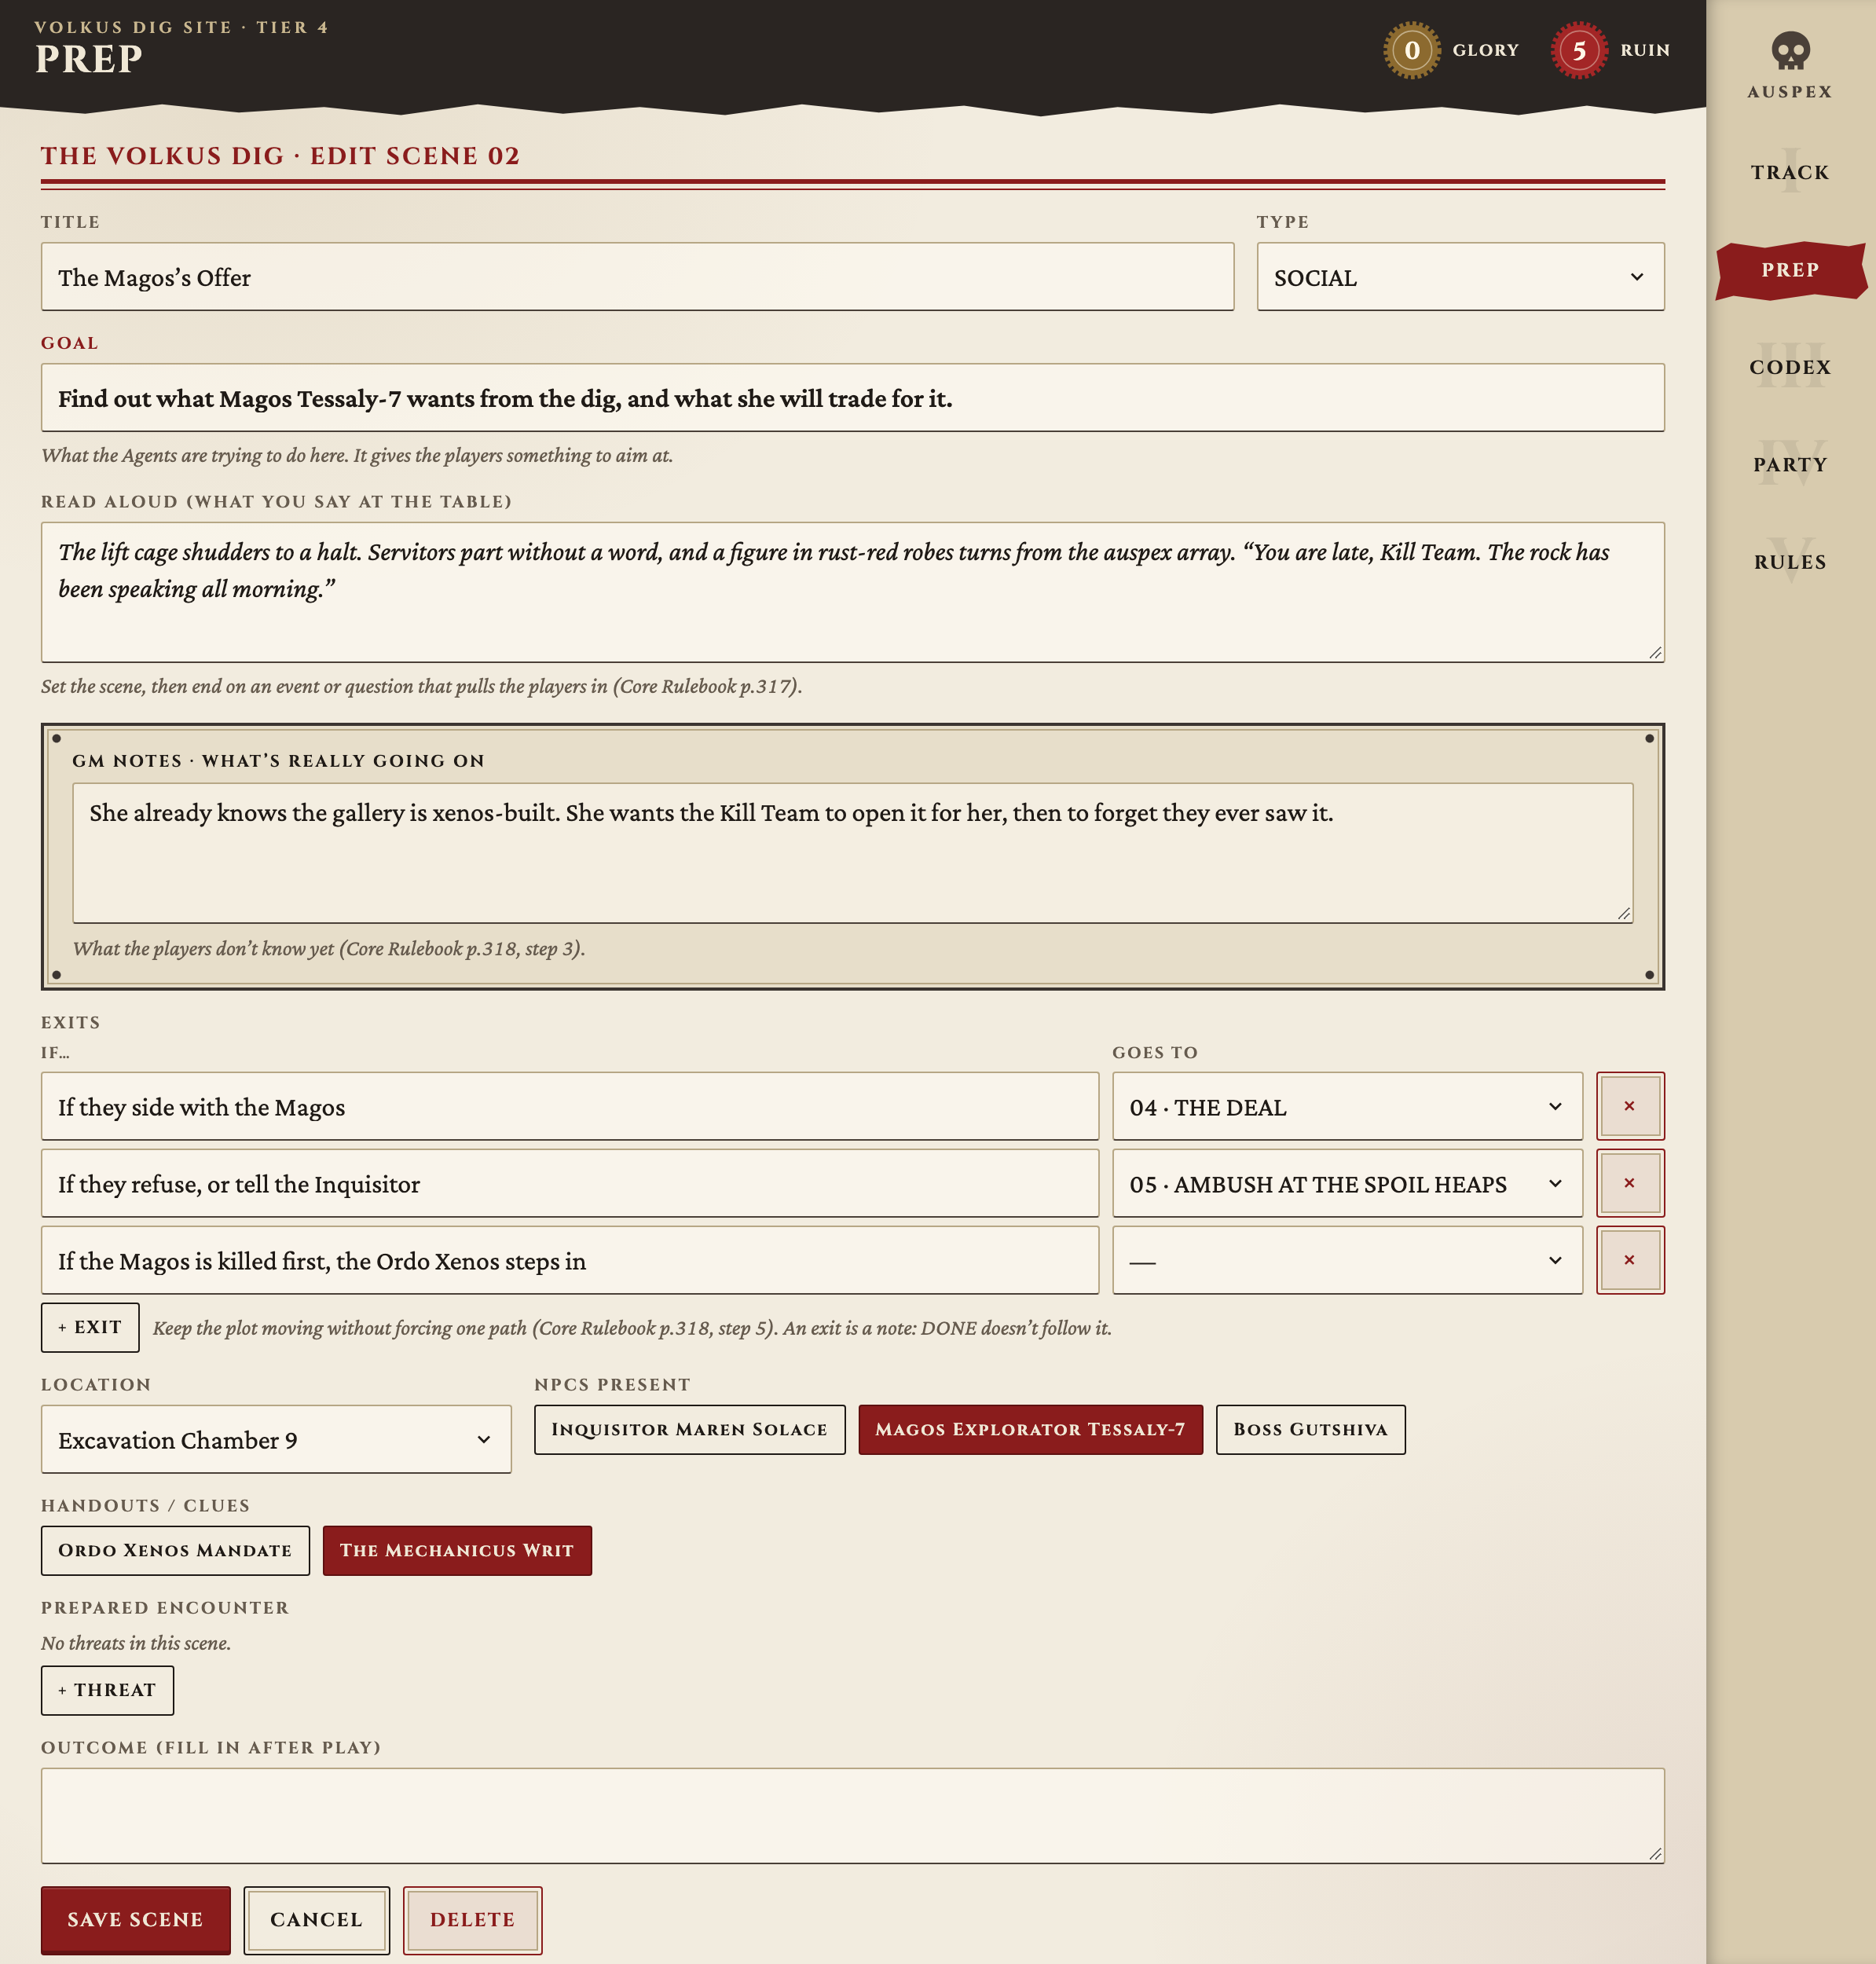 VOLKUS DIG SITE · TIER 4
PREP
0 GLORY
5 RUIN
AUSPEX
I
TRACK
PREP
III
CODEX
IV
PARTY
V
RULES
THE VOLKUS DIG · EDIT SCENE 02
TITLE
TYPE
The Magos’s Offer
SOCIAL
GOAL
Find out what Magos Tessaly-7 wants from the dig, and what she will trade for it.
What the Agents are trying to do here. It gives the players something to aim at.
READ ALOUD (WHAT YOU SAY AT THE TABLE)
The lift cage shudders to a halt. Servitors part without a word, and a figure in rust-red robes turns from the auspex array. “You are late, Kill Team. The rock has
been speaking all morning.”
Set the scene, then end on an event or question that pulls the players in (Core Rulebook p.317).
GM NOTES · WHAT’S REALLY GOING ON
She already knows the gallery is xenos-built. She wants the Kill Team to open it for her, then to forget they ever saw it.
What the players don’t know yet (Core Rulebook p.318, step 3).
EXITS
IF…
GOES TO
If they side with the Magos
04 · THE DEAL
×
If they refuse, or tell the Inquisitor
05 · AMBUSH AT THE SPOIL HEAPS
×
If the Magos is killed first, the Ordo Xenos steps in
—
×
+ EXIT
Keep the plot moving without forcing one path (Core Rulebook p.318, step 5). An exit is a note: DONE doesn’t follow it.
LOCATION
NPCS PRESENT
Excavation Chamber 9
INQUISITOR MAREN SOLACE
MAGOS EXPLORATOR TESSALY-7
BOSS GUTSHIVA
HANDOUTS / CLUES
ORDO XENOS MANDATE
THE MECHANICUS WRIT
PREPARED ENCOUNTER
No threats in this scene.
+ THREAT
OUTCOME (FILL IN AFTER PLAY)
SAVE SCENE
CANCEL
DELETE